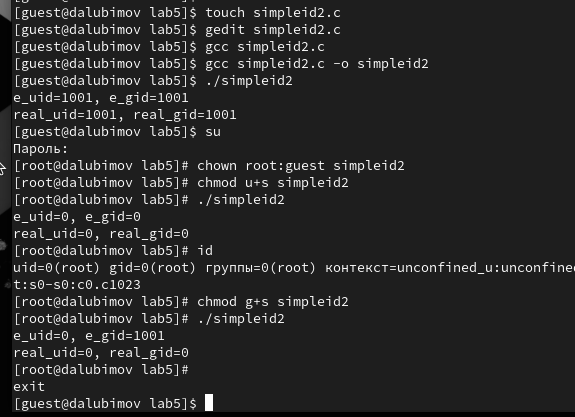 [guest@dalubimov lab5]$ touch simpleid2.c
[guest@dalubimov lab5]$ gedit simpleid2.c
[guest@dalubimov lab5]$ gcc simpleid2.c
[guest@dalubimov lab5]$ gcc simpleid2.c -o simpleid2
[guest@dalubimov lab5]$ ./simpleid2
e_uid=1001, e_gid=1001
real_uid=1001, real_gid=1001
[guest@dalubimov lab5]$ su
Пароль:
[root@dalubimov lab5]# chown root:guest simpleid2
[root@dalubimov lab5]# chmod u+s simpleid2
[root@dalubimov lab5]# ./simpleid2
e_uid=0, e_gid=0
real_uid=0, real_gid=0
[root@dalubimov lab5]# id
uid=0(root) gid=0(root) группы=0(root) контекст=unconfined_u:unconfine
t:s0-s0:c0.c1023
[root@dalubimov lab5]# chmod g+s simpleid2
[root@dalubimov lab5]# ./simpleid2
e_uid=0, e_gid=1001
real_uid=0, real_gid=0
[root@dalubimov lab5]#
exit
[guest@dalubimov lab5]$